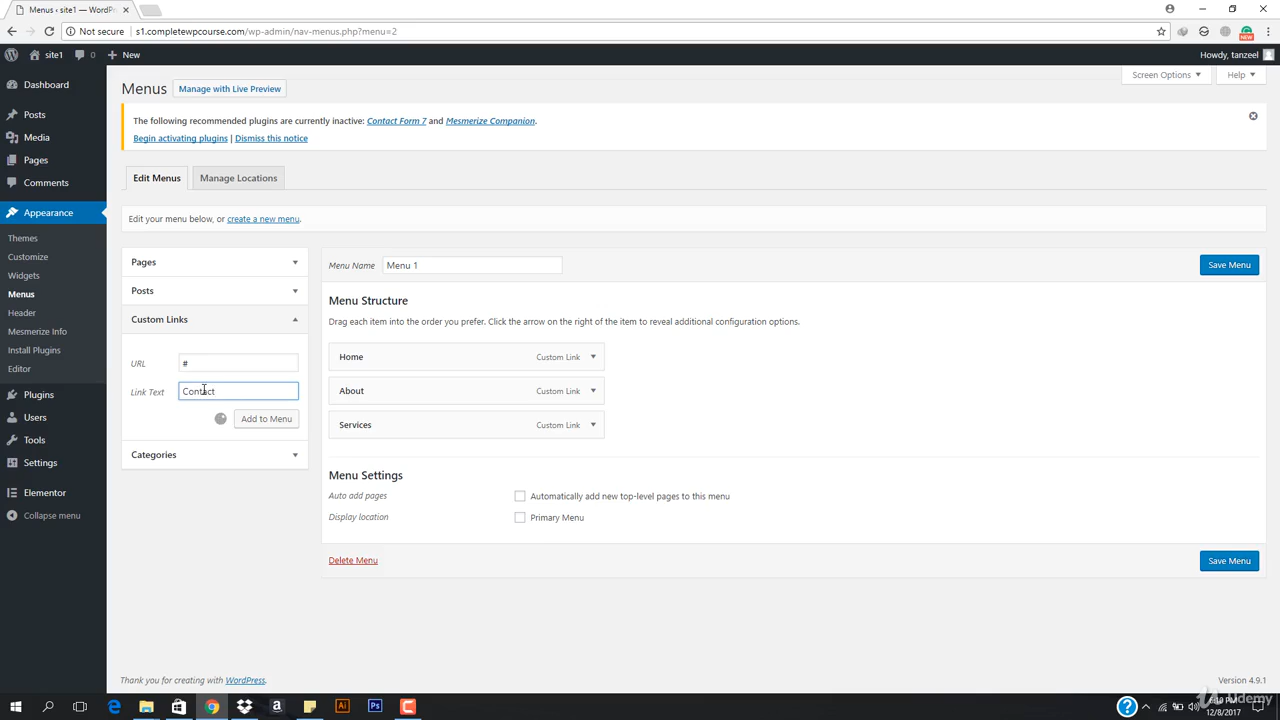 Menus ‹ site1 — WordPr
Not secure
s1.completewpcourse.com/wp-admin/nav-menus.php?menu=2
NEW
site1
0
New
Howdy, tanzeel
Dashboard
Posts
Media
Pages
Comments
Appearance
Themes
Customize
Widgets
Menus
Header
Mesmerize Info
Install Plugins
Editor
Plugins
Users
Tools
Settings
Elementor
Collapse menu
Menus
Manage with Live Preview
Screen Options
Help
The following recommended plugins are currently inactive: Contact Form 7 and Mesmerize Companion.
Begin activating plugins | Dismiss this notice
Edit Menus
Manage Locations
Edit your menu below, or create a new menu.
Pages
Posts
Custom Links
URL
#
Link Text
Contact
Add to Menu
Categories
Menu Name
Menu 1
Save Menu
Menu Structure
Drag each item into the order you prefer. Click the arrow on the right of the item to reveal additional configuration options.
Home
Custom Link
About
Custom Link
Services
Custom Link
Menu Settings
Auto add pages
Automatically add new top-level pages to this menu
Display location
Primary Menu
Delete Menu
Save Menu
Thank you for creating with WordPress.
Version 4.9.1
12/8/2017
Udemy